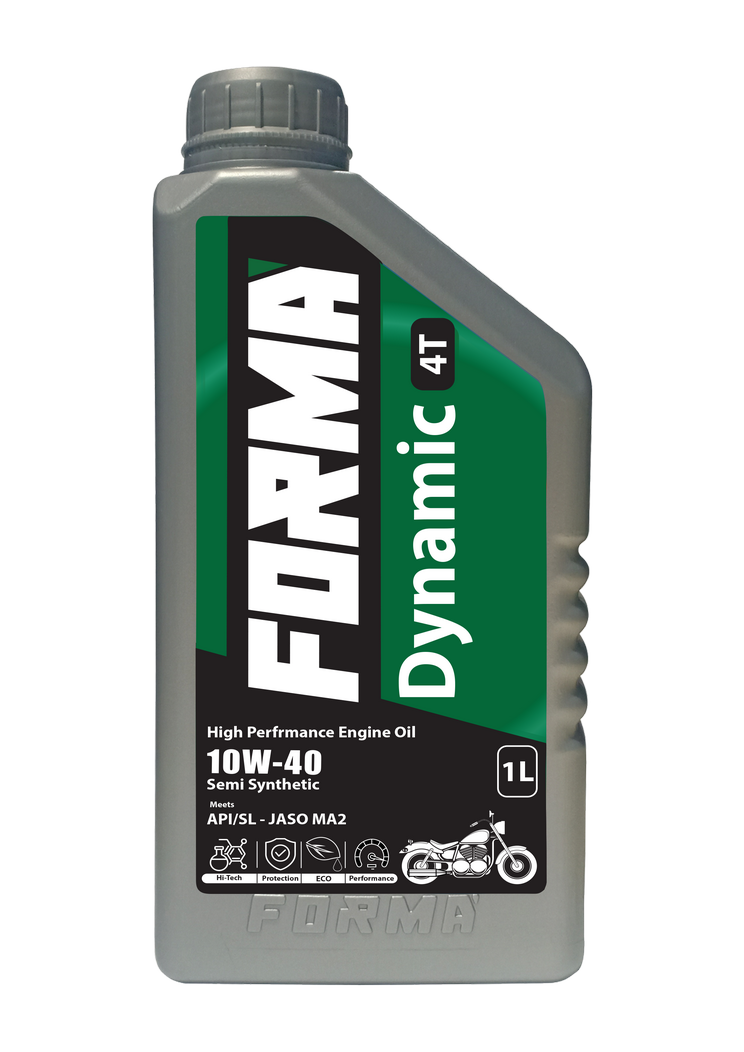 FORMA
Dynamic 4T
High Perfrmance Engine Oil
10W-40
Semi Synthetic
1L
Meets
API/SL - JASO MA2
Hi-Tech
Protection
ECO
Performance
FORMA